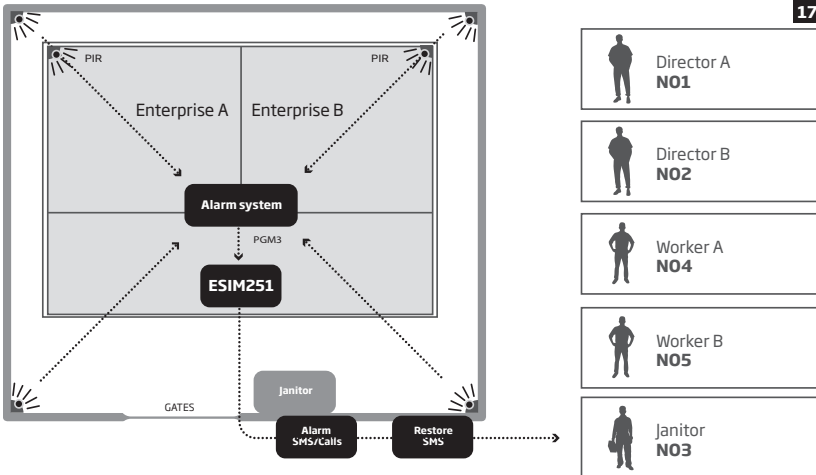 17
PIR
PIR
Enterprise A
Enterprise B
Alarm system
PGM3
ESIM251
Janitor
GATES
Alarm
SMS/Calls
Restore
SMS
Director A
NO1
Director B
NO2
Worker A
NO4
Worker B
NO5
Janitor
NO3